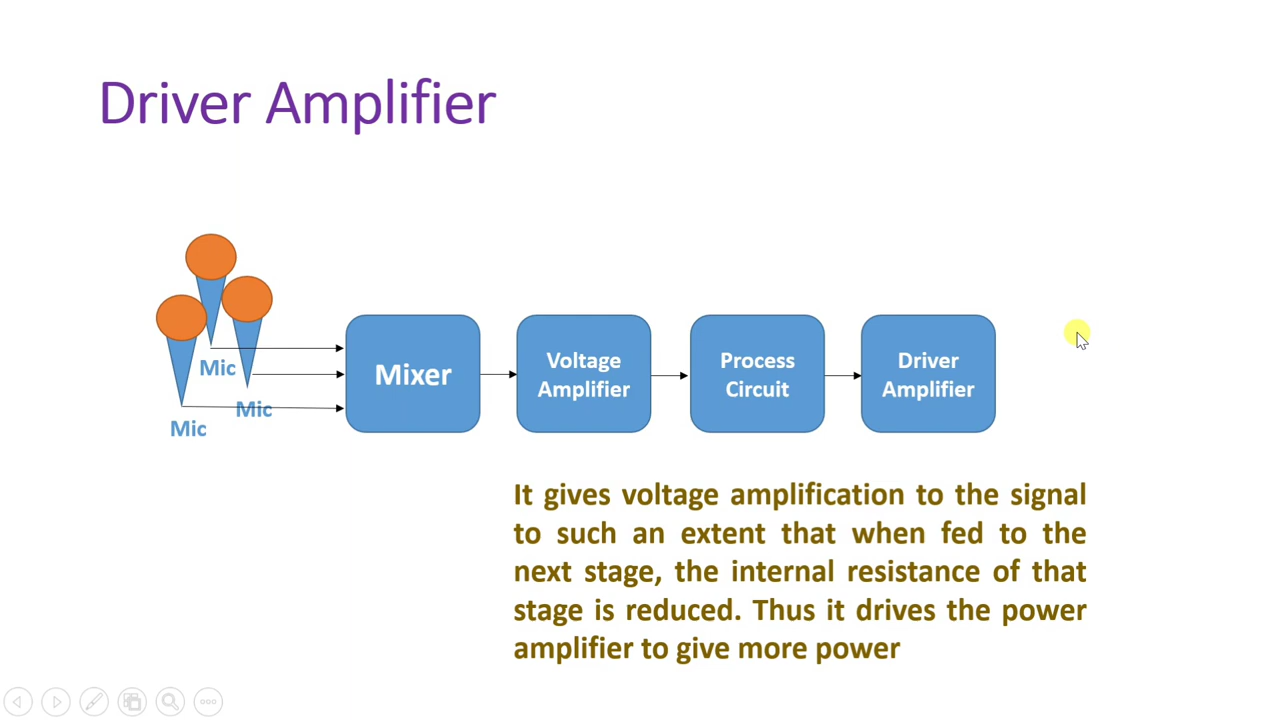 Driver Amplifier
Mic
Mic
Mic
Mixer
Voltage
Amplifier
Process
Circuit
Driver
Amplifier
It gives voltage amplification to the signal
to such an extent that when fed to the
next stage, the internal resistance of that
stage is reduced. Thus it drives the power
amplifier to give more power